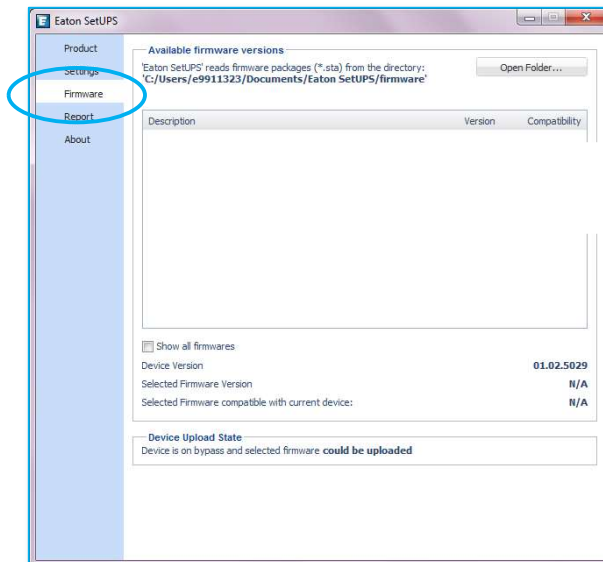 Eaton SetUPS
Product
Settings
Firmware
Report
About
Available firmware versions
'Eaton SetUPS' reads firmware packages (*.sta) from the directory:
'C:/Users/e9911323/Documents/Eaton SetUPS/firmware'
Open Folder...
Description Version Compatibility
Show all firmwares
Device Version 01.02.5029
Selected Firmware Version N/A
Selected Firmware compatible with current device: N/A
Device Upload State
Device is on bypass and selected firmware could be uploaded